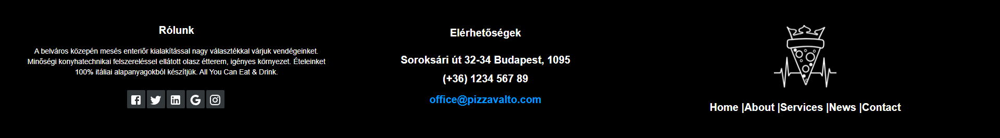 Rólunk
A belváros közepén mesés enteriőr kialakítással nagy választékkal várjuk vendégeinket.
Minőségi konyhatechnikai felszereléssel ellátott olasz étterem, igényes környezet. Ételeinket
100% itáliai alapanyagokból készítjük. All You Can Eat & Drink.
Elérhetőségek
Soroksári út 32-34 Budapest, 1095
(+36) 1234 567 89
office@pizzavalto.com
Home |About |Services |News |Contact